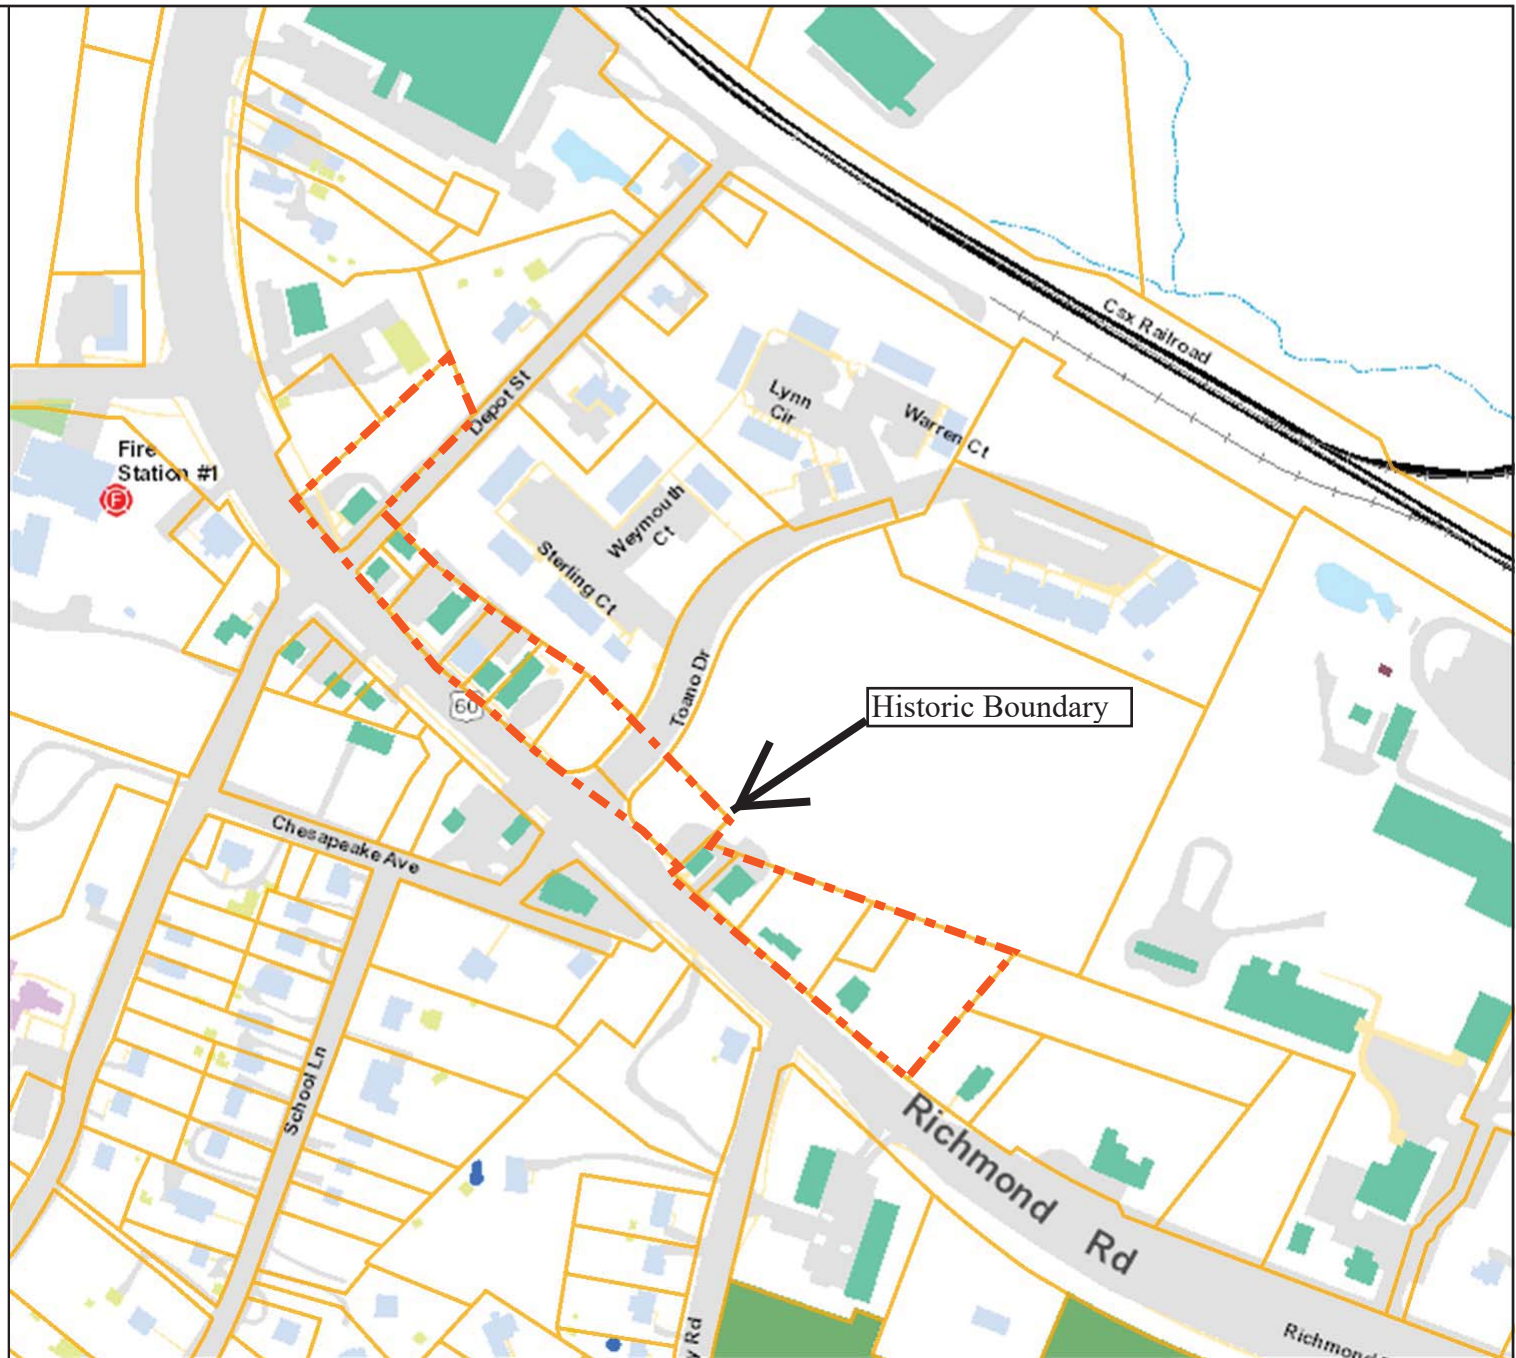 Csx Railroad
Lynn
Cir
Warren Ct
Depot St
Fire
Station #1
F
Weymouth
Ct
Sterling Ct
Toano Dr
60
Historic Boundary
Chesapeake Ave
School Ln
Richmond Rd
Richmond
y Rd